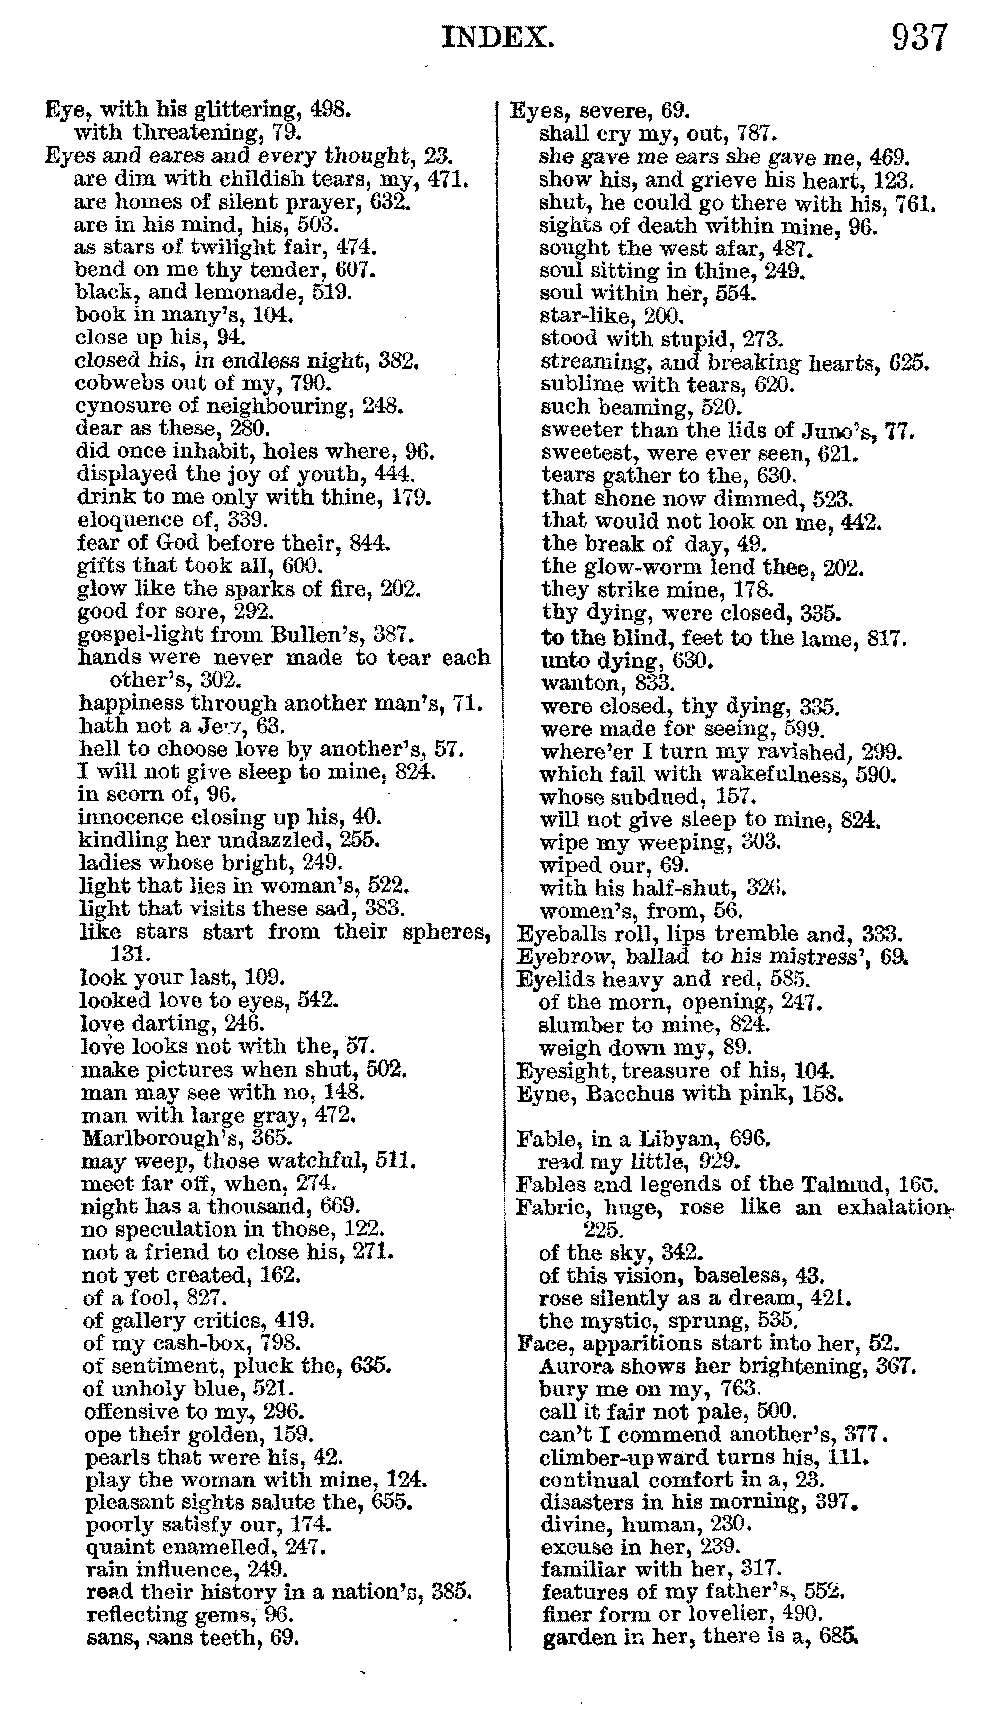 INDEX.
937
Eye, with his glittering, 498.
with threatening, 79.
Eyes and eares and every thought, 23.
are dim with childish tears, my, 471.
are homes of silent prayer, 632.
are in his mind, his, 503.
as stars of twilight fair, 474.
bend on me thy tender, 607.
black, and lemonade, 519.
book in many's, 104.
close up his, 94.
closed his, in endless night, 382.
cobwebs out of my, 790.
cynosure of neighbouring, 248.
dear as these, 280.
did once inhabit, holes where, 96.
displayed the joy of youth, 444.
drink to me only with thine, 179.
eloquence of, 339.
fear of God before their, 844.
gifts that took all, 600.
glow like the sparks of fire, 202.
good for sore, 292.
gospel-light from Bullen's, 387.
hands were never made to tear each
other's, 302.
happiness through another man's, 71.
hath not a Jew, 63.
hell to choose love by another's, 57.
I will not give sleep to mine, 824.
in scorn of, 96.
innocence closing up his, 40.
kindling her undazzled, 255.
ladies whose bright, 249.
light that lies in woman's, 522.
light that visits these sad, 383.
like stars start from their spheres,
131.
look your last, 109.
looked love to eyes, 542.
love darting, 246.
love looks not with the, 57.
make pictures when shut, 502.
man may see with no, 148.
man with large gray, 472.
Marlborough's, 365.
may weep, those watchful, 511.
meet far off, when, 274.
night has a thousand, 669.
no speculation in those, 122.
not a friend to close his, 271.
not yet created, 162.
of a fool, 827.
of gallery critics, 419.
of my cash-box, 798.
of sentiment, pluck the, 635.
of unholy blue, 521.
offensive to my, 296.
ope their golden, 159.
pearls that were his, 42.
play the woman with mine, 124.
pleasant sights salute the, 655.
poorly satisfy our, 174.
quaint enamelled, 247.
rain influence, 249.
read their history in a nation's, 385.
reflecting gems, 96.
sans, sans teeth, 69.
Eyes, severe, 69.
shall cry my, out, 787.
she gave me ears she gave me, 469.
show his, and grieve his heart, 123.
shut, he could go there with his, 761.
sights of death within mine, 96.
sought the west afar, 487.
soul sitting in thine, 249.
soul within her, 554.
star-like, 200.
stood with stupid, 273.
streaming, and breaking hearts, 625.
sublime with tears, 620.
such beaming, 520.
sweeter than the lids of Juno's, 77.
sweetest, were ever seen, 621.
tears gather to the, 630.
that shone now dimmed, 523.
that would not look on me, 442.
the break of day, 49.
the glow-worm lend thee, 202.
they strike mine, 178.
thy dying, were closed, 335.
to the blind, feet to the lame, 817.
unto dying, 630.
wanton, 833.
were closed, thy dying, 335.
were made for seeing, 599.
where'er I turn my ravished, 299.
which fail with wakefulness, 590.
whose subdued, 157.
will not give sleep to mine, 824.
wipe my weeping, 303.
wiped our, 69.
with his half-shut, 326.
women's, from, 56.
Eyeballs roll, lips tremble and, 333.
Eyebrow, ballad to his mistress', 69.
Eyelids heavy and red, 585.
of the morn, opening, 247.
slumber to mine, 824.
weigh down my, 89.
Eyesight, treasure of his, 104.
Eyne, Bacchus with pink, 158.
Fable, in a Libyan, 696.
read my little, 929.
Fables and legends of the Talmud, 166.
Fabric, huge, rose like an exhalation,
225.
of the sky, 342.
of this vision, baseless, 43.
rose silently as a dream, 421.
the mystic, sprung, 535.
Face, apparitions start into her, 52.
Aurora shows her brightening, 367.
bury me on my, 763.
call it fair not pale, 500.
can't I commend another's, 377.
climber-upward turns his, 111.
continual comfort in a, 23.
disasters in his morning, 397.
divine, human, 230.
excuse in her, 239.
familiar with her, 317.
features of my father's, 552.
finer form or lovelier, 490.
garden in her, there is a, 685.